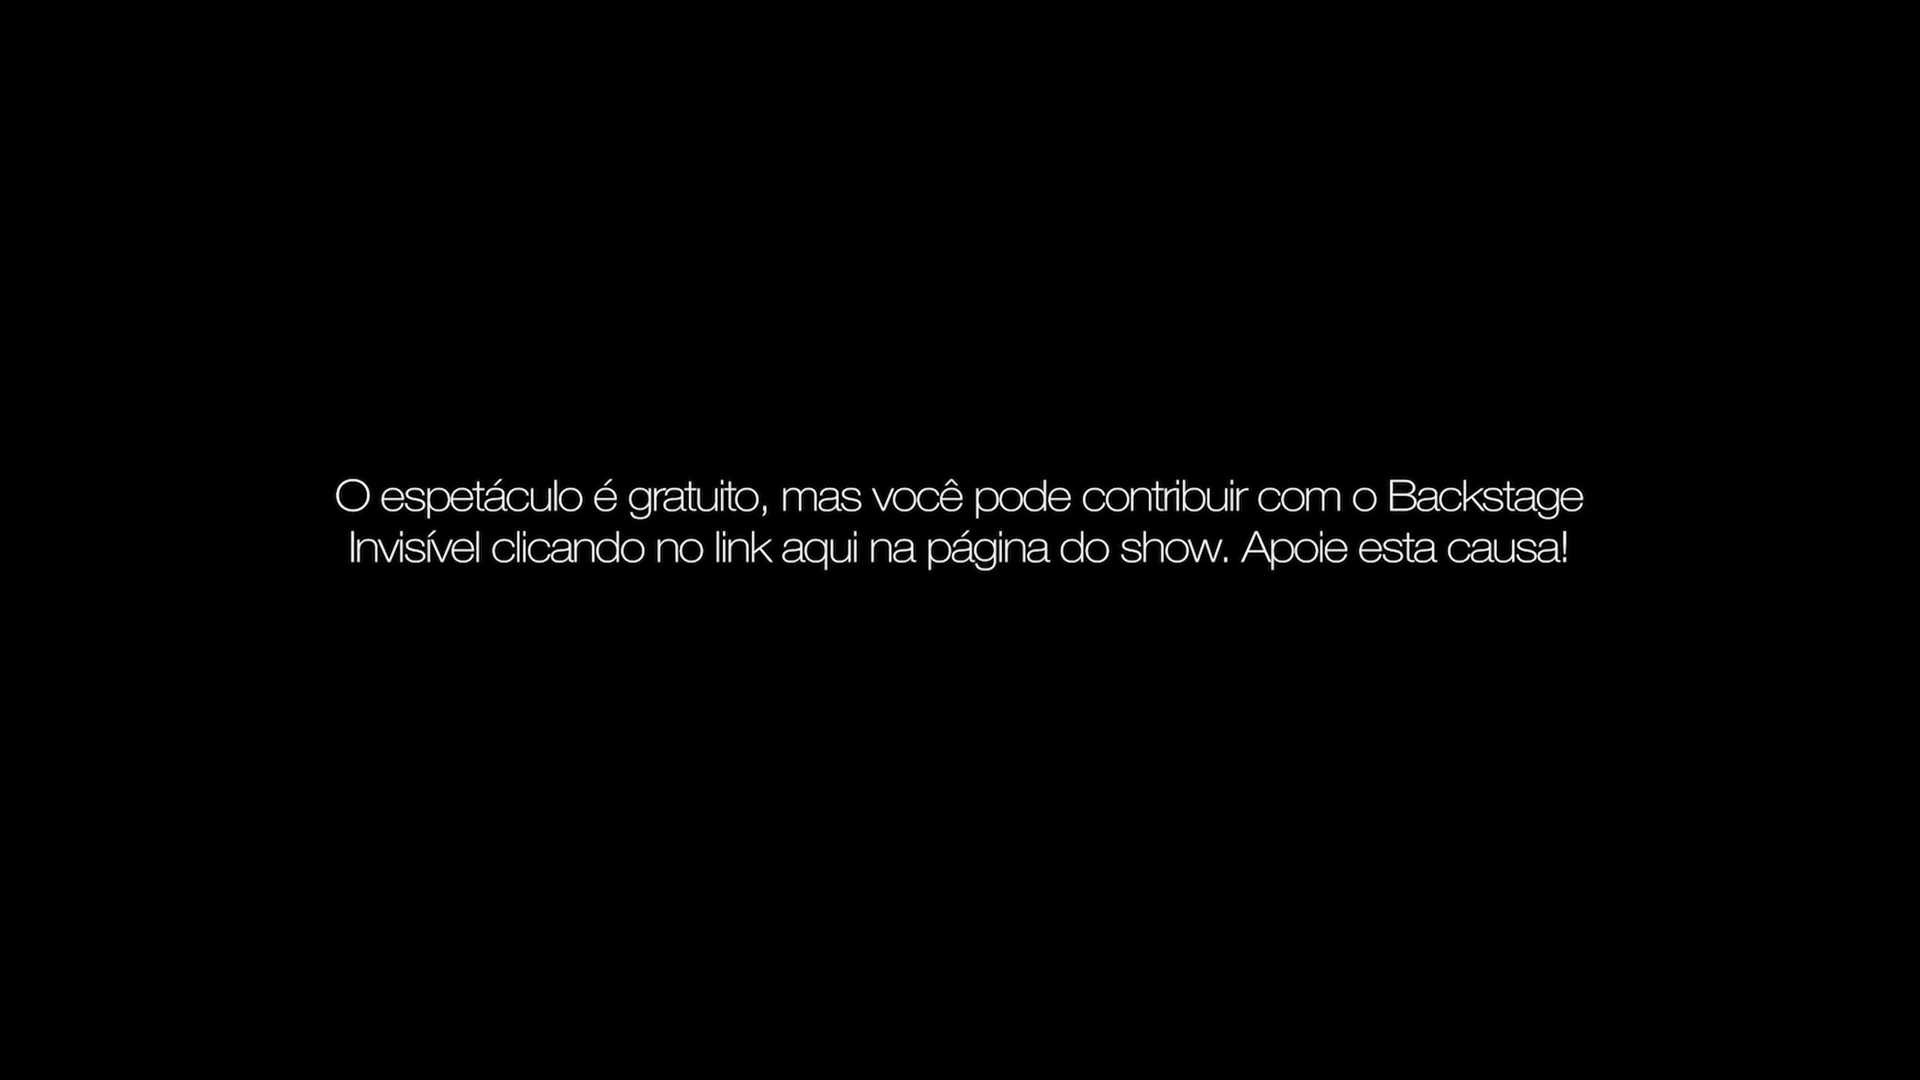 O espetáculo é gratuito, mas você pode contribuir com o Backstage
Invisível clicando no link aqui na página do show. Apoie esta causa!